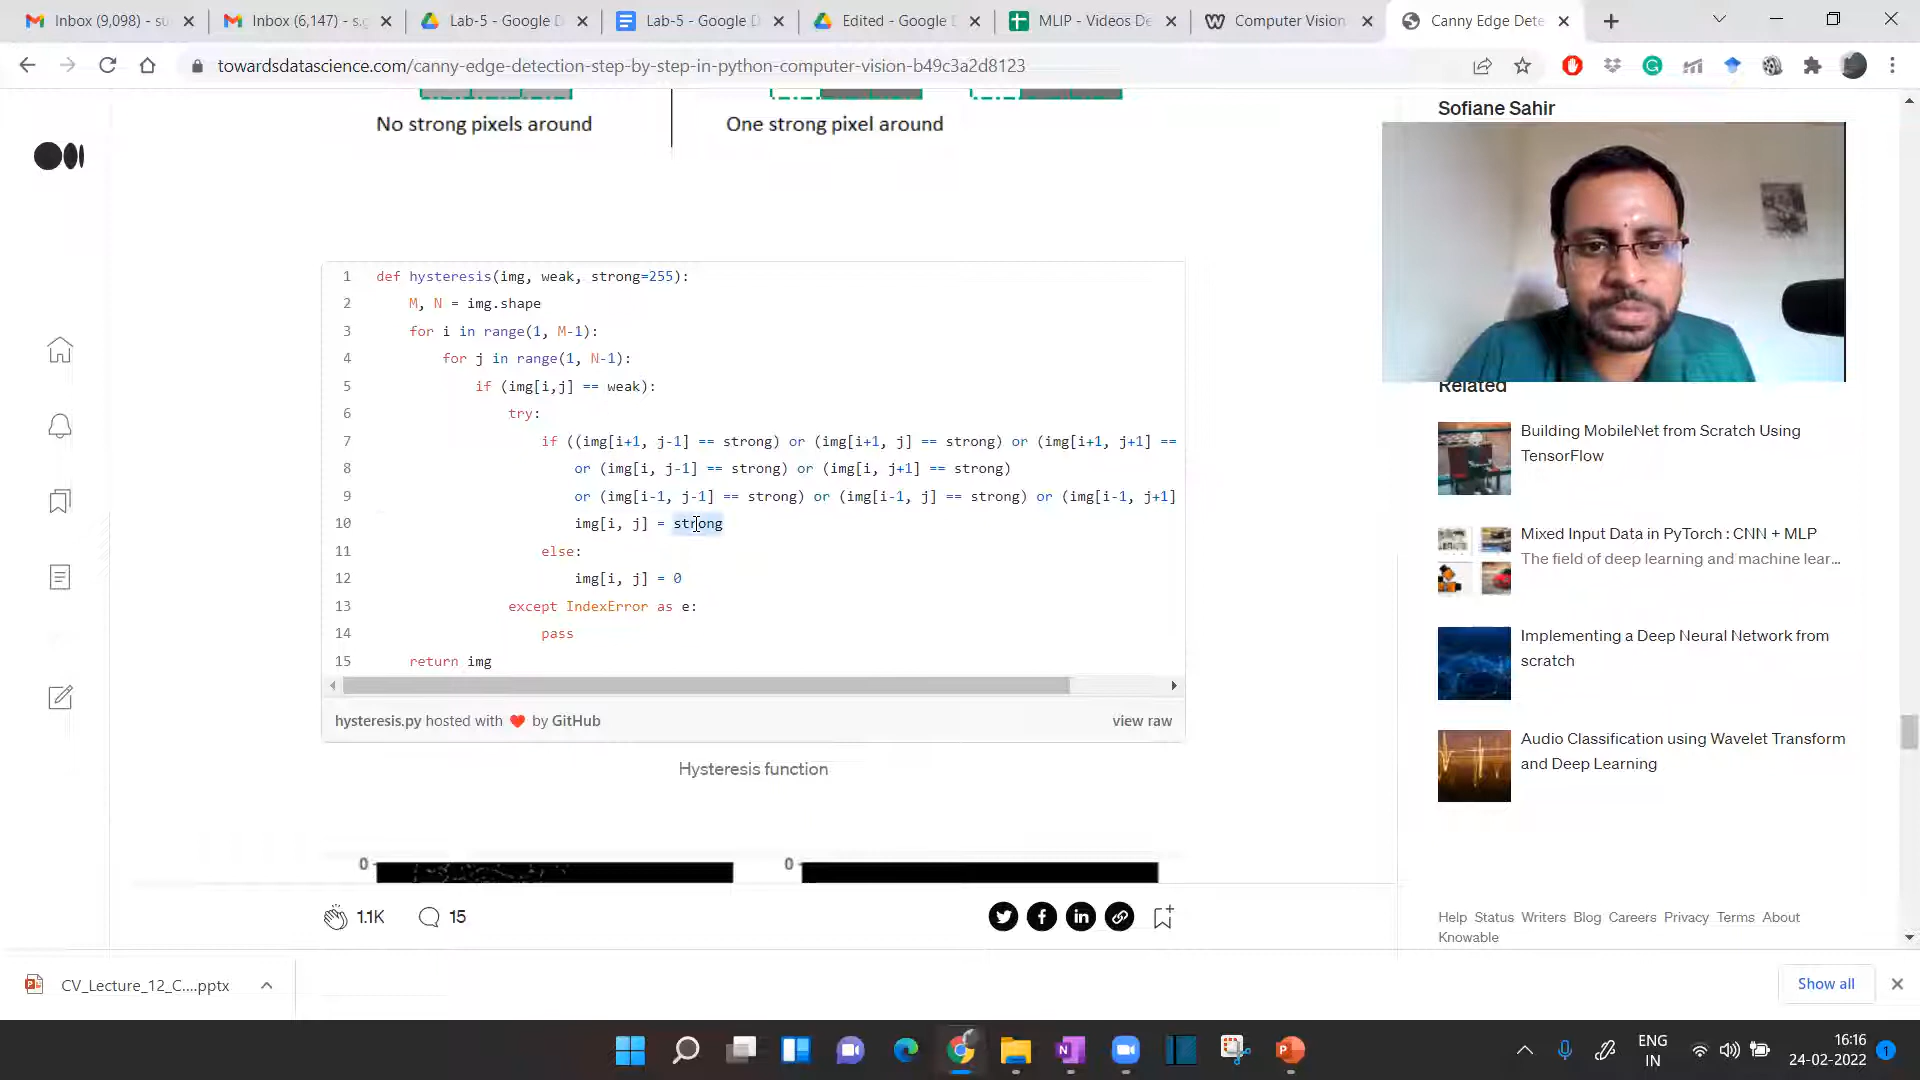 Inbox (9,098) - su
Inbox (6,147) - s.g
Lab-5 - Google D
Lab-5 - Google D
Edited - Google D
MLIP - Videos De
Computer Vision
Canny Edge Dete
towardsdatascience.com/canny-edge-detection-step-by-step-in-python-computer-vision-b49c3a2d8123
No strong pixels around
One strong pixel around
1 def hysteresis(img, weak, strong=255):
2 M, N = img.shape
3 for i in range(1, M-1):
4 for j in range(1, N-1):
5 if (img[i,j] == weak):
6 try:
7 if ((img[i+1, j-1] == strong) or (img[i+1, j] == strong) or (img[i+1, j+1] ==
8 or (img[i, j-1] == strong) or (img[i, j+1] == strong)
9 or (img[i-1, j-1] == strong) or (img[i-1, j] == strong) or (img[i-1, j+1]
10 img[i, j] = strong
11 else:
12 img[i, j] = 0
13 except IndexError as e:
14 pass
15 return img
hysteresis.py hosted with ❤ by GitHub
view raw
Hysteresis function
0
0
1.1K
15
Sofiane Sahir
Related
Building MobileNet from Scratch Using
TensorFlow
Mixed Input Data in PyTorch : CNN + MLP
The field of deep learning and machine lear...
Implementing a Deep Neural Network from
scratch
Audio Classification using Wavelet Transform
and Deep Learning
Help Status Writers Blog Careers Privacy Terms About
Knowable
CV_Lecture_12_C....pptx
Show all
ENG
IN
16:16
24-02-2022
1